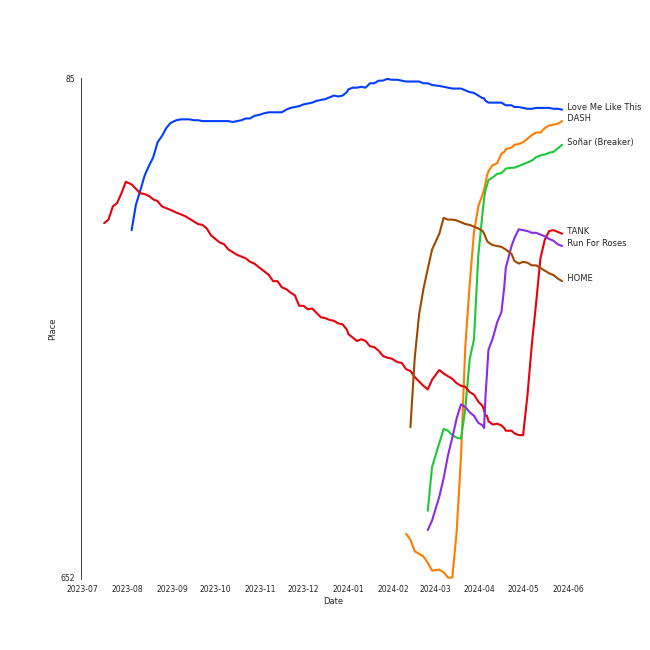 85
Love Me Like This
DASH
Soñar (Breaker)
TANK
Run For Roses
HOME
Place
652
2023-07 2023-08 2023-09 2023-10 2023-11 2023-12 2024-01 2024-02 2024-03 2024-04 2024-05 2024-06
Date